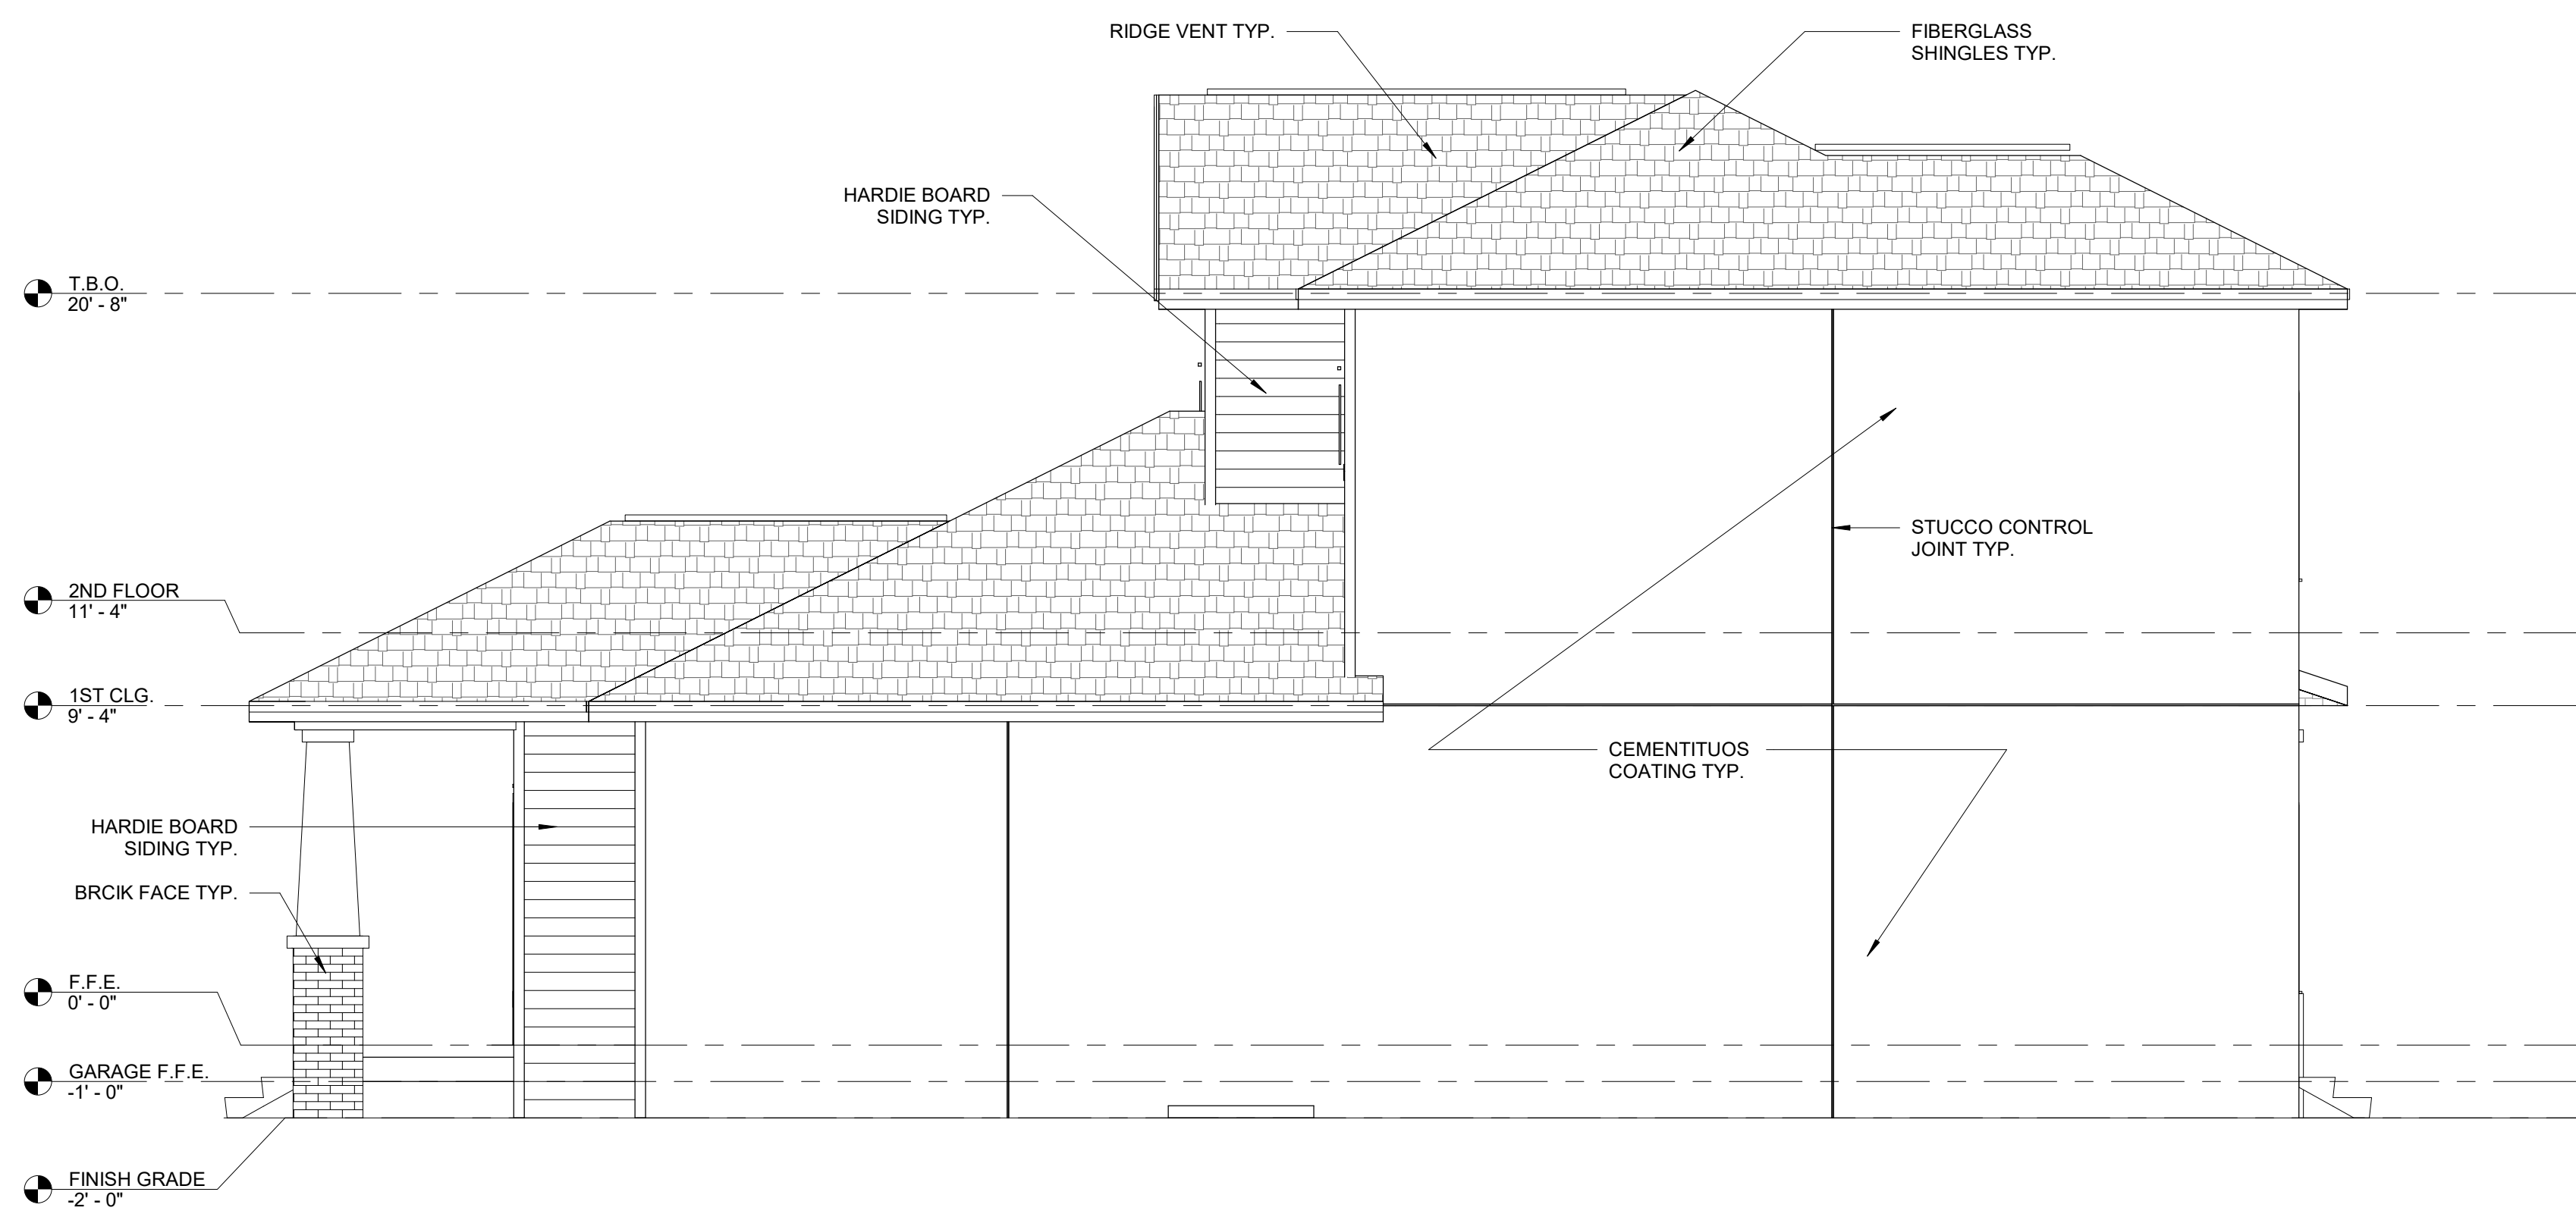 RIDGE VENT TYP.
FIBERGLASS
SHINGLES TYP.
HARDIE BOARD
SIDING TYP.
T.B.O.
20' - 8"
STUCCO CONTROL
JOINT TYP.
2ND FLOOR
11' - 4"
1ST CLG.
9' - 4"
CEMENTITUOS
COATING TYP.
HARDIE BOARD
SIDING TYP.
BRCIK FACE TYP.
F.F.E.
0' - 0"
GARAGE F.F.E.
-1' - 0"
FINISH GRADE
-2' - 0"